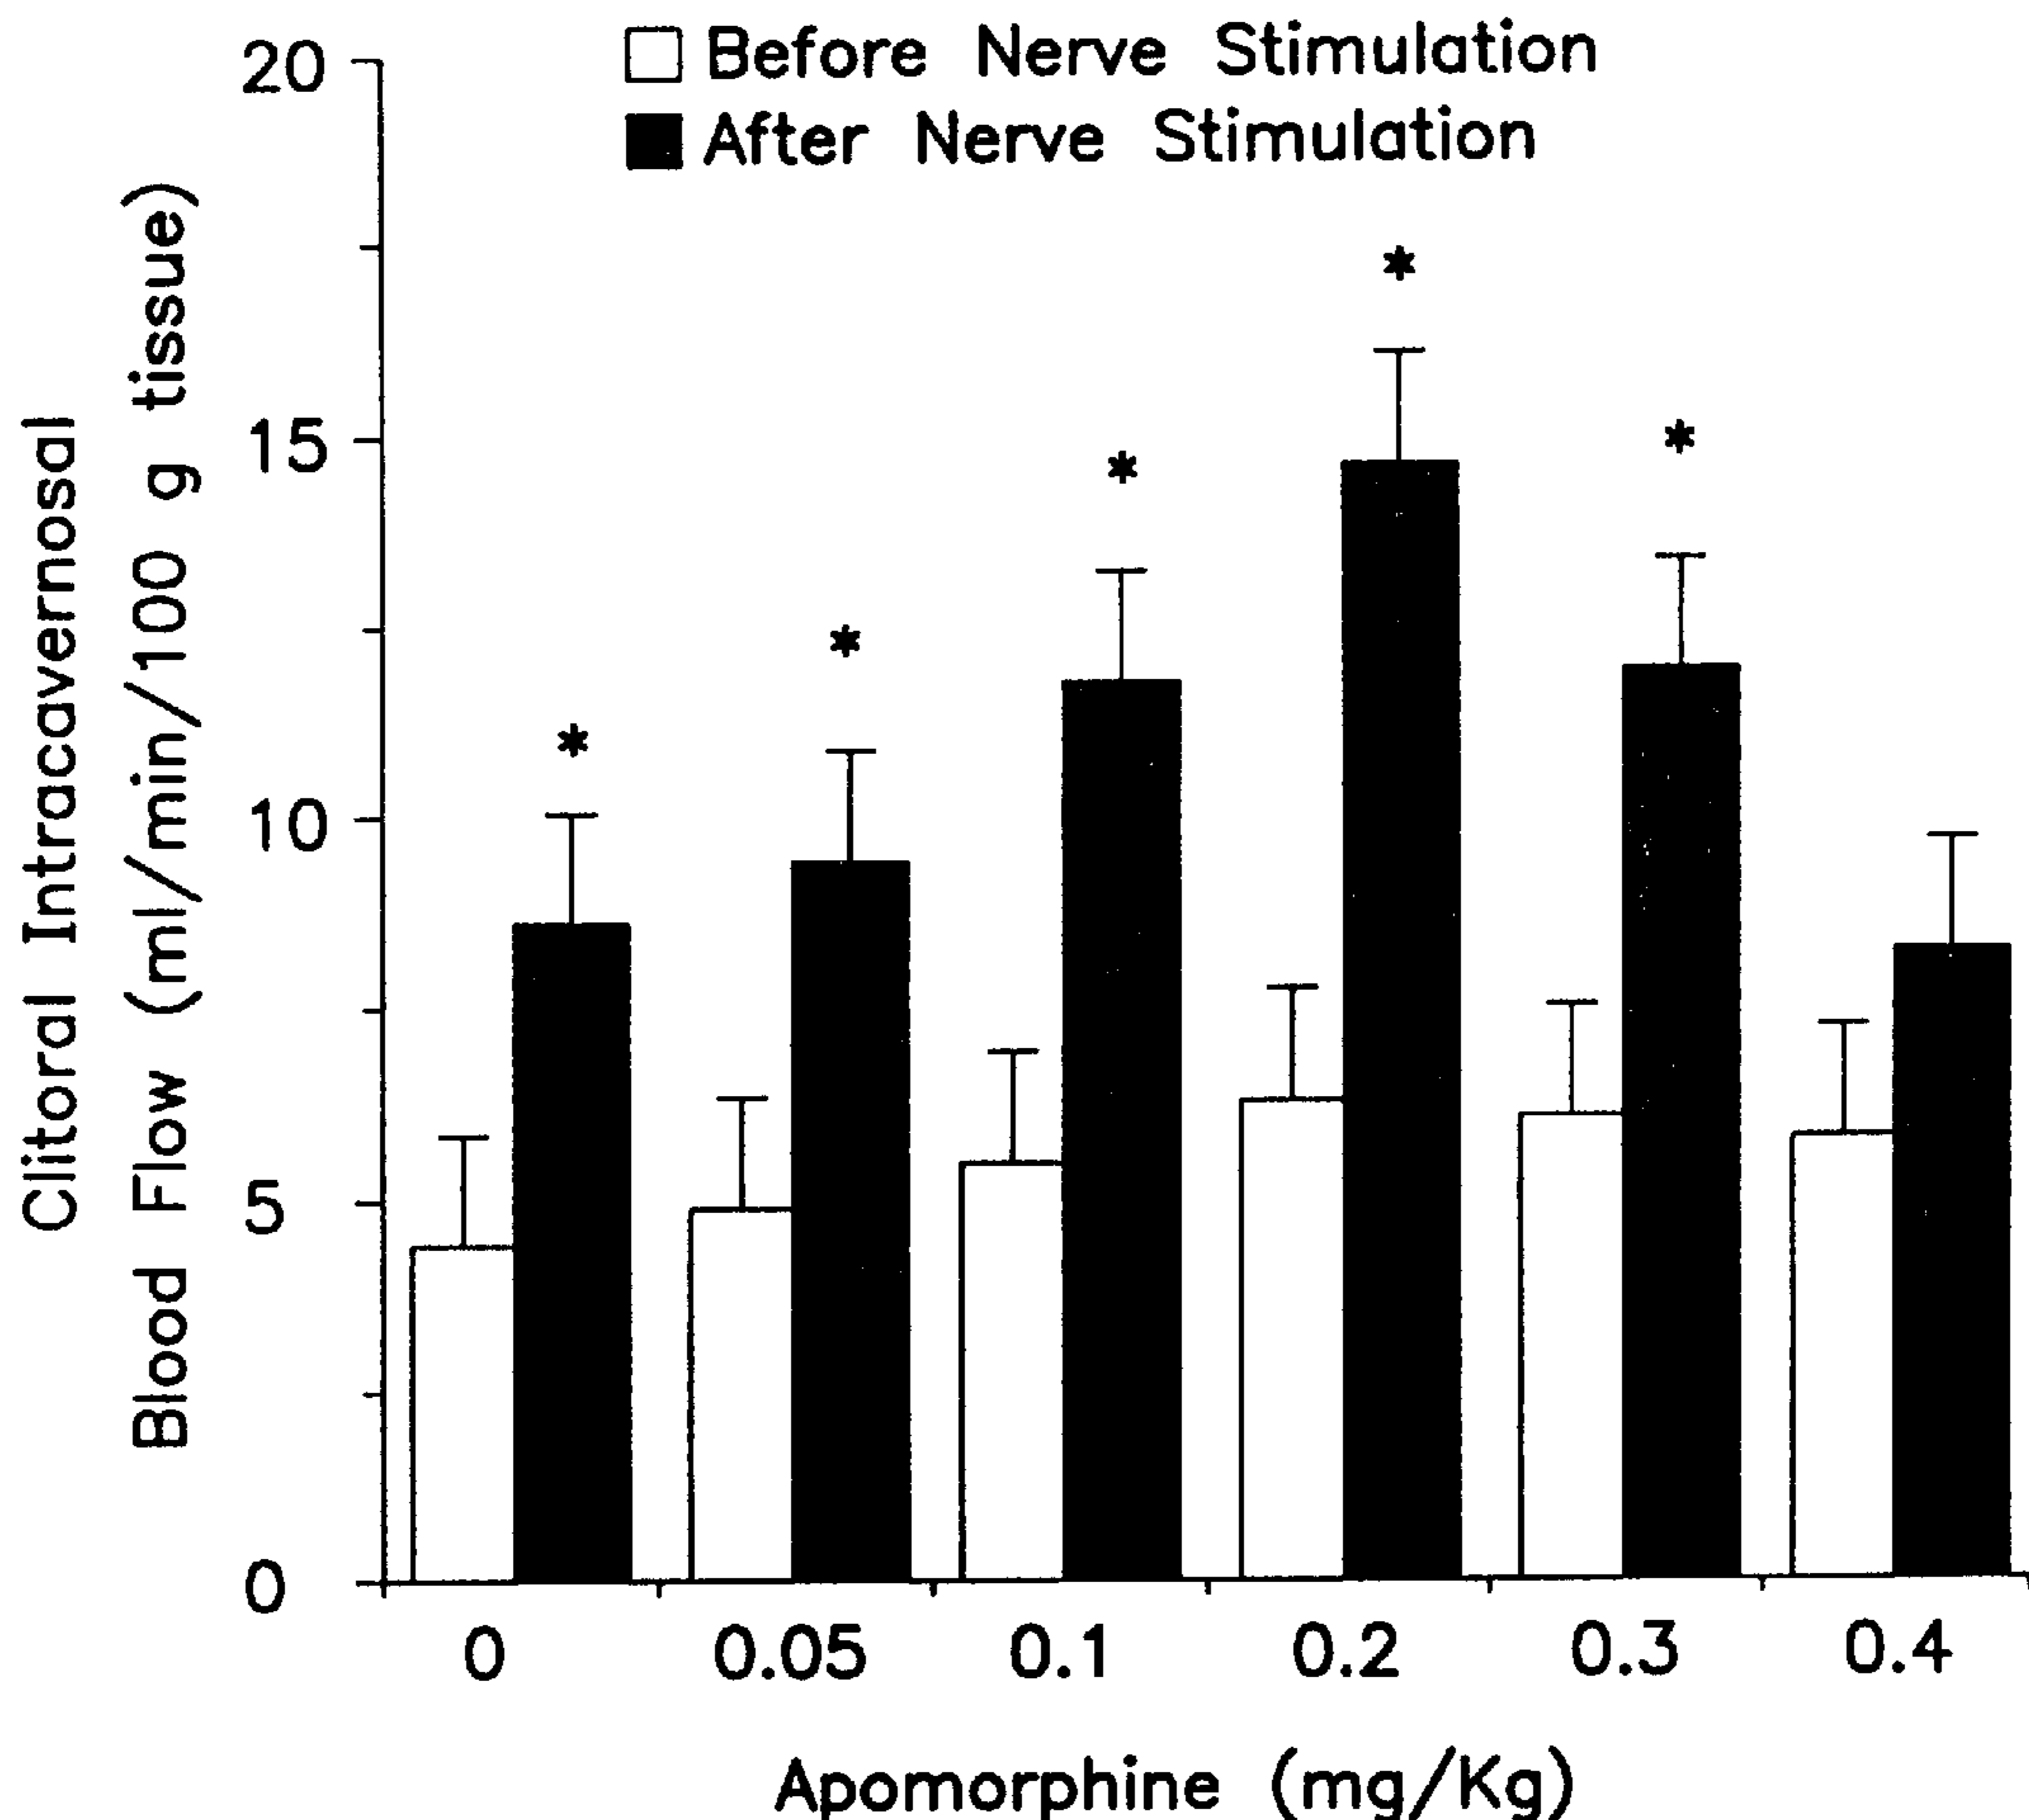 Before Nerve Stimulation
After Nerve Stimulation
Clitoral Intracavernosal
Blood Flow (ml/min/100 g tissue)
20
15
10
5
0
*
*
*
*
*
0 0.05 0.1 0.2 0.3 0.4
Apomorphine (mg/Kg)